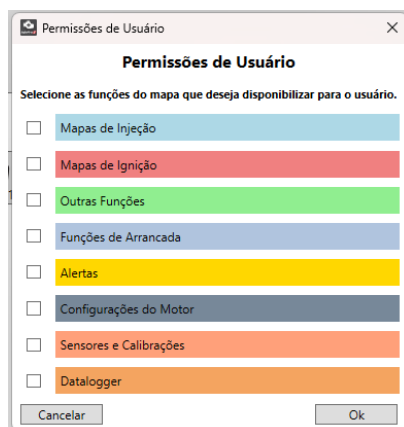 Permissões de Usuário
Permissões de Usuário
Selecione as funções do mapa que deseja disponibilizar para o usuário.
Mapas de Injeção
Mapas de Ignição
Outras Funções
Funções de Arrancada
Alertas
Configurações do Motor
Sensores e Calibrações
Datalogger
Cancelar
Ok